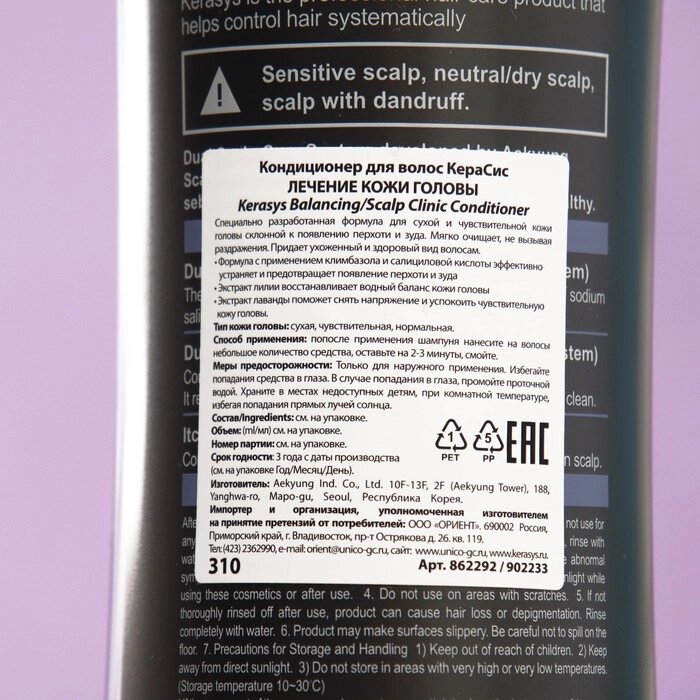 Kerasys is the professional hair care product that
helps control hair systematically
Sensitive scalp, neutral/dry scalp,
scalp with dandruff.
Кондиционер для волос КераСис
ЛЕЧЕНИЕ КОЖИ ГОЛОВЫ
Kerasys Balancing/Scalp Clinic Conditioner
Специально разработанная формула для сухой и чувствительной кожи
головы склонной к появлению перхоти и зуда. Мягко очищает, не вызывая
раздражения. Придает ухоженный и здоровый вид волосам.
• Формула с применением климбазола и салициловой кислоты эффективно
устраняет и предотвращает появление перхоти и зуда
• Экстракт лилии восстанавливает водный баланс кожи головы
• Экстракт лаванды поможет снять напряжение и успокоить чувствительную
кожу головы.
Тип кожи головы: сухая, чувствительная, нормальная.
Способ применения: попосле применения шампуня нанесите на волосы
небольшое количество средства, оставьте на 2-3 минуты, смойте.
Меры предосторожности: Только для наружного применения. Избегайте
попадания средства в глаза. В случае попадания в глаза, промойте проточной
водой. Храните в местах недоступных детям, при комнатной температуре,
избегая попадания прямых лучей солнца.
Состав/Ingredients: см. на упаковке.
Объем: (ml/мл) см. на упаковке.
Номер партии: см. на упаковке.
Срок годности: 3 года с даты производства
(см. на упаковке Год/Месяц/День).
1 PET 5 PP EAC
Изготовитель: Aekyung Ind. Co., Ltd. 10F-13F, 2F (Aekyung Tower), 188,
Yanghwa-ro, Mapo-gu, Seoul, Республика Корея.
Импортер и организация, уполномоченная изготовителем
на принятие претензий от потребителей: ООО «ОРИЕНТ». 690002 Россия,
Приморский край, г. Владивосток, пр-т Острякова д. 26. кв. 119.
Тел: (423) 2362990, e-mail: orient@unico-gc.ru, сайт: www.unico-gc.ru, www.kerasys.ru.
310 Арт. 862292 / 902233
sodium
stem)
clean.
scalp.
not use for
rinse with
abnormal
light while
using these cosmetics or after use. 4. Do not use on areas with scratches. 5. If not
thoroughly rinsed off after use, product can cause hair loss or depigmentation. Rinse
completely with water. 6. Product may make surfaces slippery. Be careful not to spill on the
floor. 7. Precautions for Storage and Handling 1) Keep out of reach of children. 2) Keep
away from direct sunlight. 3) Do not store in areas with very high or very low temperatures.
(Storage temperature 10~30°C)